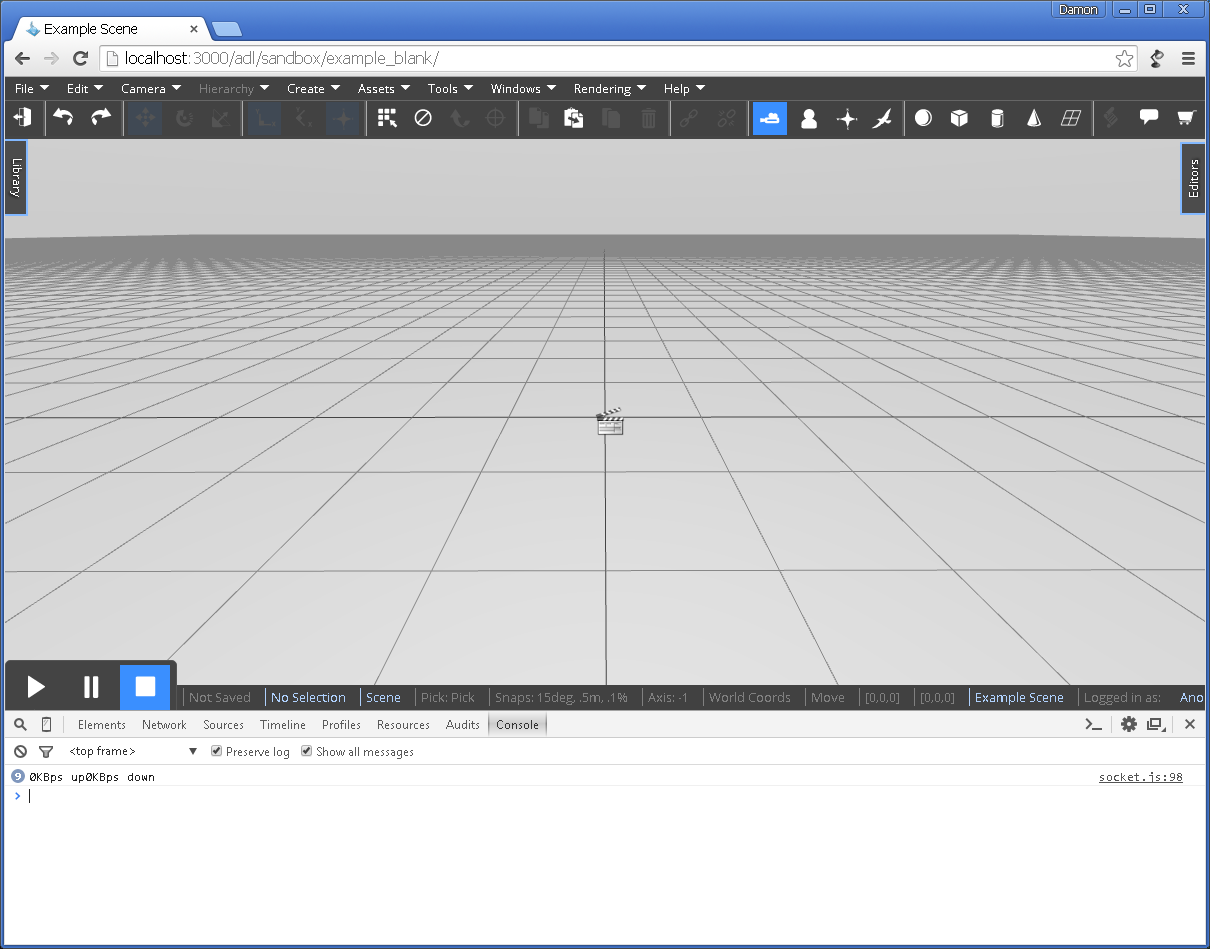 Damon
Example Scene
localhost:3000/adl/sandbox/example_blank/
File Edit Camera Hierarchy Create Assets Tools Windows Rendering Help
Library
Editors
Not Saved No Selection Scene Pick: Pick Snaps: 15deg, .5m, .1% Axis: -1 World Coords Move [0,0,0] [0,0,0] Example Scene Logged in as: Ano
Elements Network Sources Timeline Profiles Resources Audits Console
<top frame> Preserve log Show all messages
9 0KBps up0KBps down socket.js:98